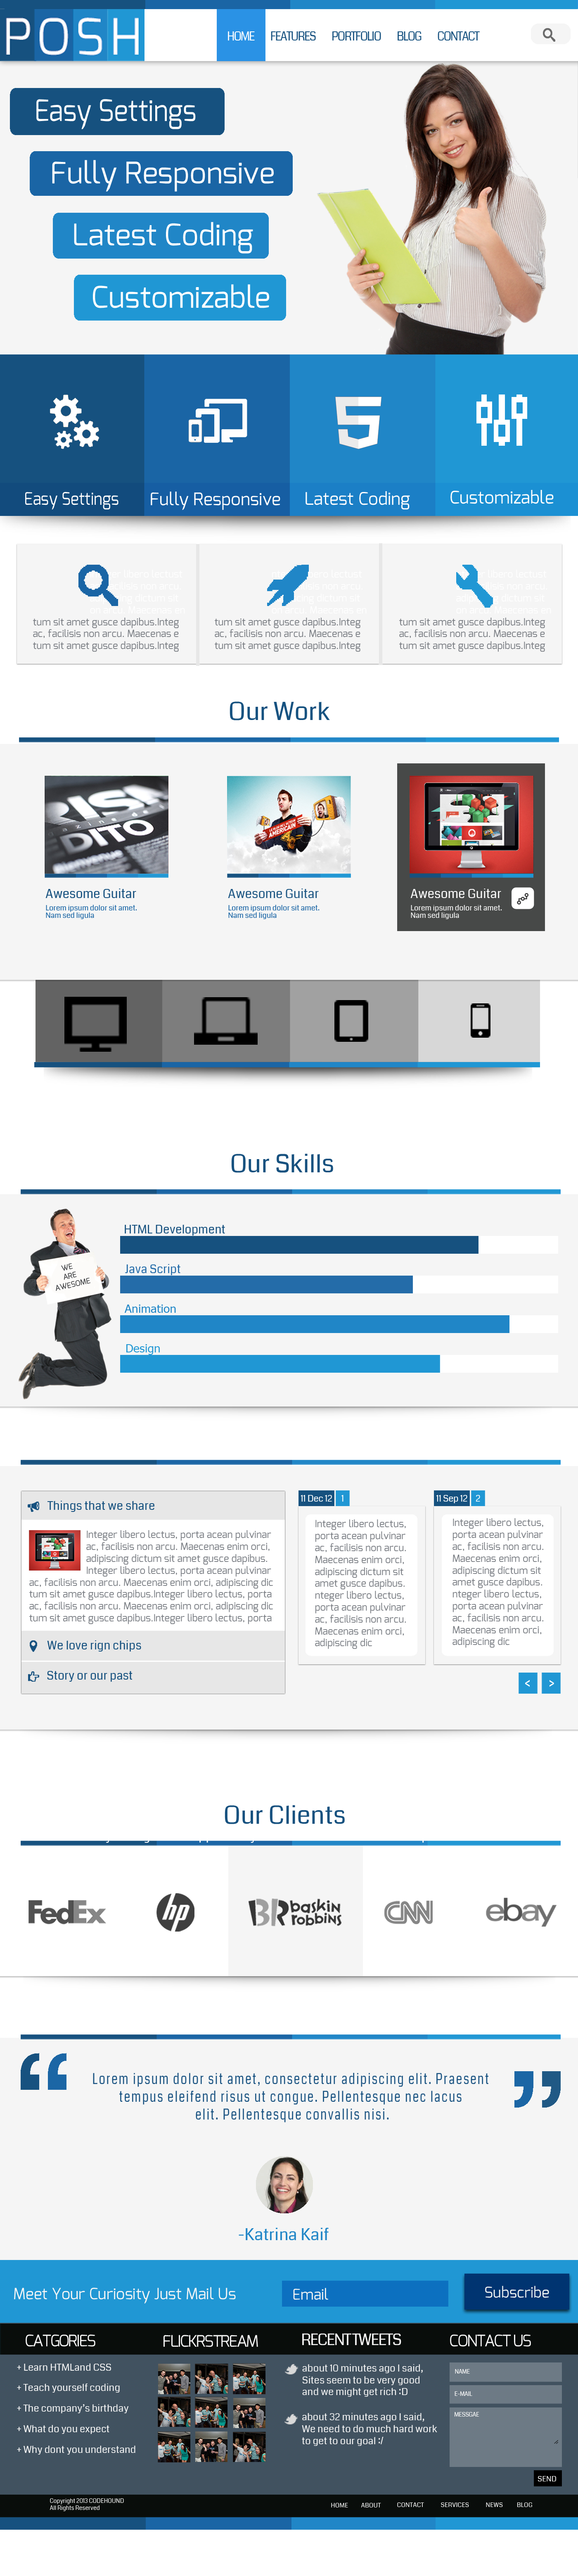 POSH
HOME FEATURES PORTFOLIO BLOG CONTACT
Easy Settings
Fully Responsive
Latest Coding
Customizable
Easy Settings
Fully Responsive
Latest Coding
Customizable
tum sit amet gusce dapibus.Integ
ac, facilisis non arcu. Maecenas e
tum sit amet gusce dapibus.Integ
tum sit amet gusce dapibus.Integ
ac, facilisis non arcu. Maecenas e
tum sit amet gusce dapibus.Integ
tum sit amet gusce dapibus.Integ
ac, facilisis non arcu. Maecenas e
tum sit amet gusce dapibus.Integ
Our Work
DITO
Awesome Guitar
Lorem ipsum dolor sit amet.
Nam sed ligula
Awesome Guitar
Lorem ipsum dolor sit amet.
Nam sed ligula
Awesome Guitar
Lorem ipsum dolor sit amet.
Nam sed ligula
Our Skills
WE
ARE
AWESOME
HTML Development
Java Script
Animation
Design
Things that we share
Integer libero lectus, porta acean pulvinar
ac, facilisis non arcu. Maecenas enim orci,
adipiscing dictum sit amet gusce dapibus.
Integer libero lectus, porta acean pulvinar
ac, facilisis non arcu. Maecenas enim orci, adipiscing dic
tum sit amet gusce dapibus.Integer libero lectus, porta
ac, facilisis non arcu. Maecenas enim orci, adipiscing dic
tum sit amet gusce dapibus.Integer libero lectus, porta
We love rign chips
Story or our past
11 Dec 12 1
Integer libero lectus,
porta acean pulvinar
ac, facilisis non arcu.
Maecenas enim orci,
adipiscing dictum sit
amet gusce dapibus.
nteger libero lectus,
porta acean pulvinar
ac, facilisis non arcu.
Maecenas enim orci,
adipiscing dic
11 Sep 12 2
Integer libero lectus,
porta acean pulvinar
ac, facilisis non arcu.
Maecenas enim orci,
adipiscing dictum sit
amet gusce dapibus.
nteger libero lectus,
porta acean pulvinar
ac, facilisis non arcu.
Maecenas enim orci,
adipiscing dic
< >
Our Clients
FedEx
hp
BR baskin
robbins
CNN
ebay
Lorem ipsum dolor sit amet, consectetur adipiscing elit. Praesent
tempus eleifend risus ut congue. Pellentesque nec lacus
elit. Pellentesque convallis nisi.
-Katrina Kaif
Meet Your Curiosity Just Mail Us
Email
Subscribe
CATGORIES
+ Learn HTMLand CSS
+ Teach yourself coding
+ The company's birthday
+ What do you expect
+ Why dont you understand
FLICKRSTREAM
RECENT TWEETS
about 10 minutes ago I said,
Sites seem to be very good
and we might get rich :D
about 32 minutes ago I said,
We need to do much hard work
to get to our goal :/
CONTACT US
NAME
E-MAIL
MESSGAE
SEND
Copyright 2013 CODEHOUND
All Rights Reserved
HOME ABOUT CONTACT SERVICES NEWS BLOG